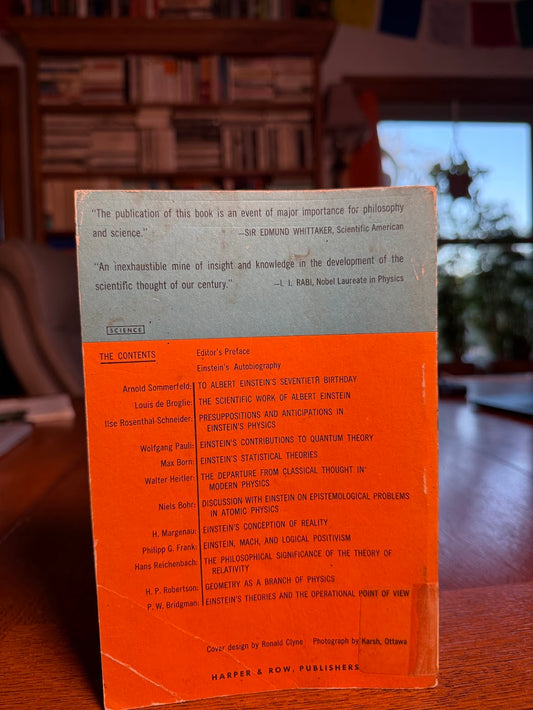 "The publication of this book is an event of major importance for philosophy
and science." —SIR EDMUND WHITTAKER, Scientific American
"An inexhaustible mine of insight and knowledge in the development of the
scientific thought of our century." —I. I. RABI, Nobel Laureate in Physics
SCIENCE
THE CONTENTS Editor's Preface
Einstein's Autobiography
Arnold Sommerfeld: TO ALBERT EINSTEIN'S SEVENTIETH BIRTHDAY
Louis de Broglie: THE SCIENTIFIC WORK OF ALBERT EINSTEIN
Ilse Rosenthal-Schneider: PRESUPPOSITIONS AND ANTICIPATIONS IN
EINSTEIN'S PHYSICS
Wolfgang Pauli: EINSTEIN'S CONTRIBUTIONS TO QUANTUM THEORY
Max Born: EINSTEIN'S STATISTICAL THEORIES
Walter Heitler: THE DEPARTURE FROM CLASSICAL THOUGHT IN
MODERN PHYSICS
Niels Bohr: DISCUSSION WITH EINSTEIN ON EPISTEMOLOGICAL PROBLEMS
IN ATOMIC PHYSICS
H. Margenau: EINSTEIN'S CONCEPTION OF REALITY
Philipp G. Frank: EINSTEIN, MACH, AND LOGICAL POSITIVISM
Hans Reichenbach: THE PHILOSOPHICAL SIGNIFICANCE OF THE THEORY OF
RELATIVITY
H. P. Robertson: GEOMETRY AS A BRANCH OF PHYSICS
P. W. Bridgman: EINSTEIN'S THEORIES AND THE OPERATIONAL POINT OF VIEW
Cover design by Ronald Clyne Photograph by Karsh, Ottawa
HARPER & ROW, PUBLISHERS